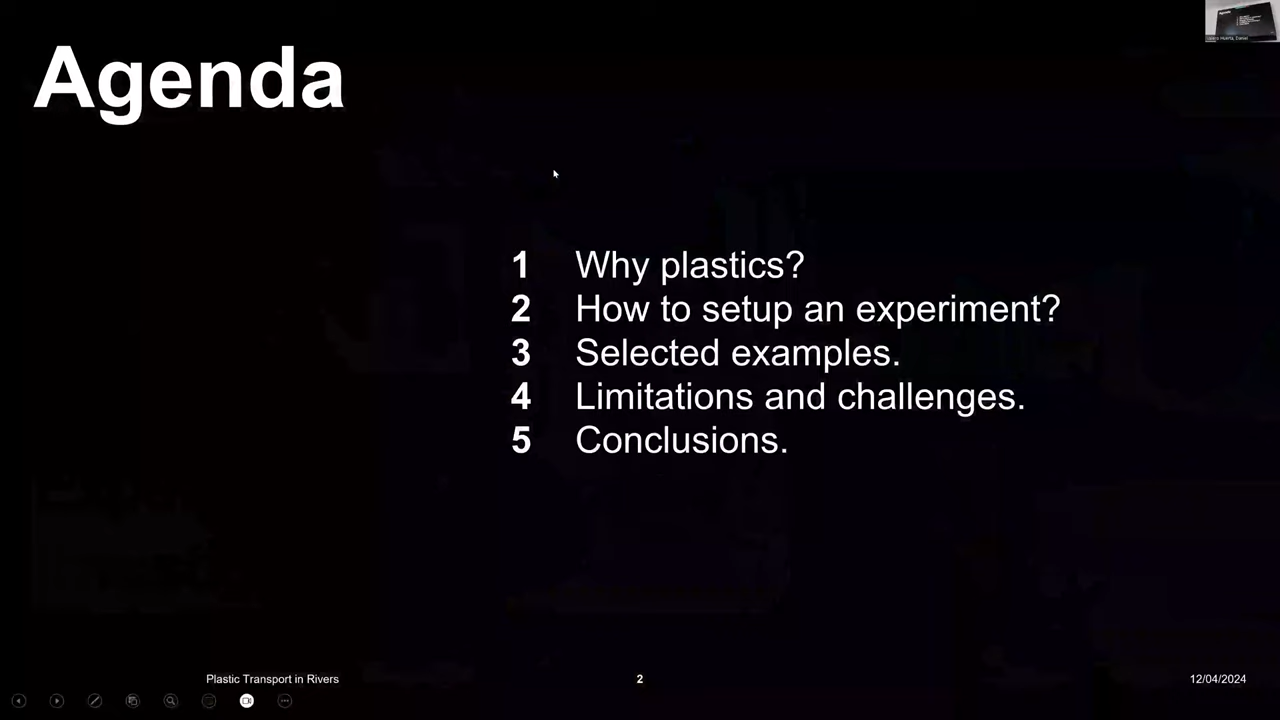 Agenda
1 Why plastics?
2 How to setup an experiment?
3 Selected examples.
4 Limitations and challenges.
5 Conclusions.
Plastic Transport in Rivers
2
12/04/2024